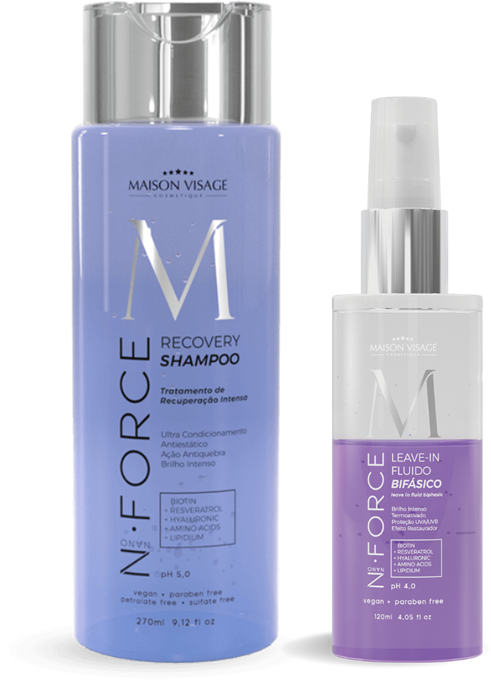 MAISON VISAGE
COSMETIQUE
M
NANO
N·FORCE
RECOVERY
SHAMPOO
Tratamento de
Recuperação Intensa
Ultra Condicionamento
Antiestático
Ação Antiquebra
Brilho Intenso
BIOTIN
+ RESVERATROL
+ HYALURONIC
+ AMINO ACIDS
+ LIPIDIUM
pH 5,0
vegan • paraben free
petrolate free • sulfate free
270ml 9,12 fl oz
MAISON VISAGE
COSMETIQUE
M
NANO
N·FORCE
LEAVE-IN
FLUIDO
BIFÁSICO
leave in fluid biphasic
Brilho Intenso
Termoativado
Proteção UVA/UVB
Efeito Restaurador
BIOTIN
+ RESVERATROL
+ HYALURONIC
+ AMINO ACIDS
+ LIPIDIUM
pH 4,0
vegan • paraben free
120ml 4,05 fl oz